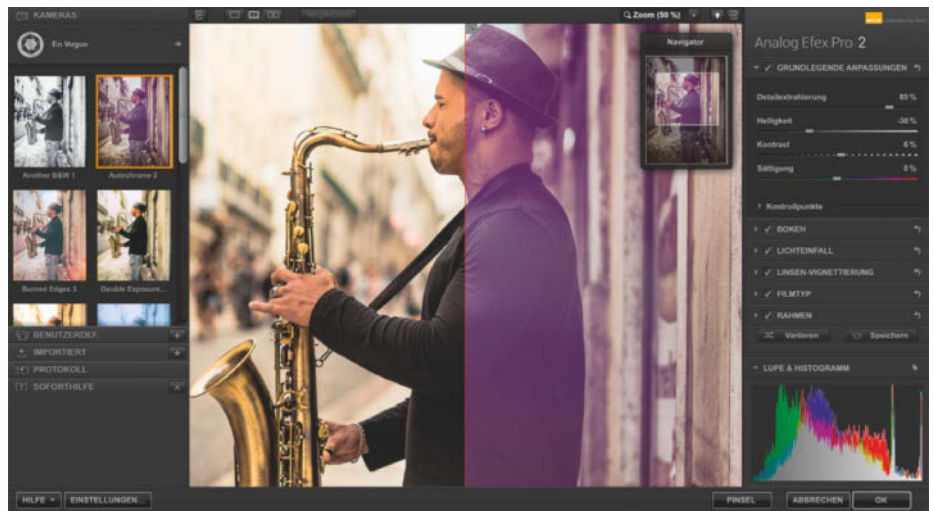 KAMERAS
En Vogue
Another B&W 1
Autochrome 2
Burned Edges 3
Double Exposure...
BENUTZERDEF.
IMPORTIERT
PROTOKOLL
SOFORTHILFE
HILFE
EINSTELLUNGEN...
Zoom (50 %)
Navigator
Analog Efex Pro 2
GRUNDLEGENDE ANPASSUNGEN
Detailextrahierung 85 %
Helligkeit -36 %
Kontrast 6 %
Sättigung 0 %
Kontrollpunkte
BOKEH
LICHTEINFALL
LINSEN-VIGNETTIERUNG
FILMTYP
RAHMEN
Variieren Speichern
LUPE & HISTOGRAMM
PINSEL ABBRECHEN OK